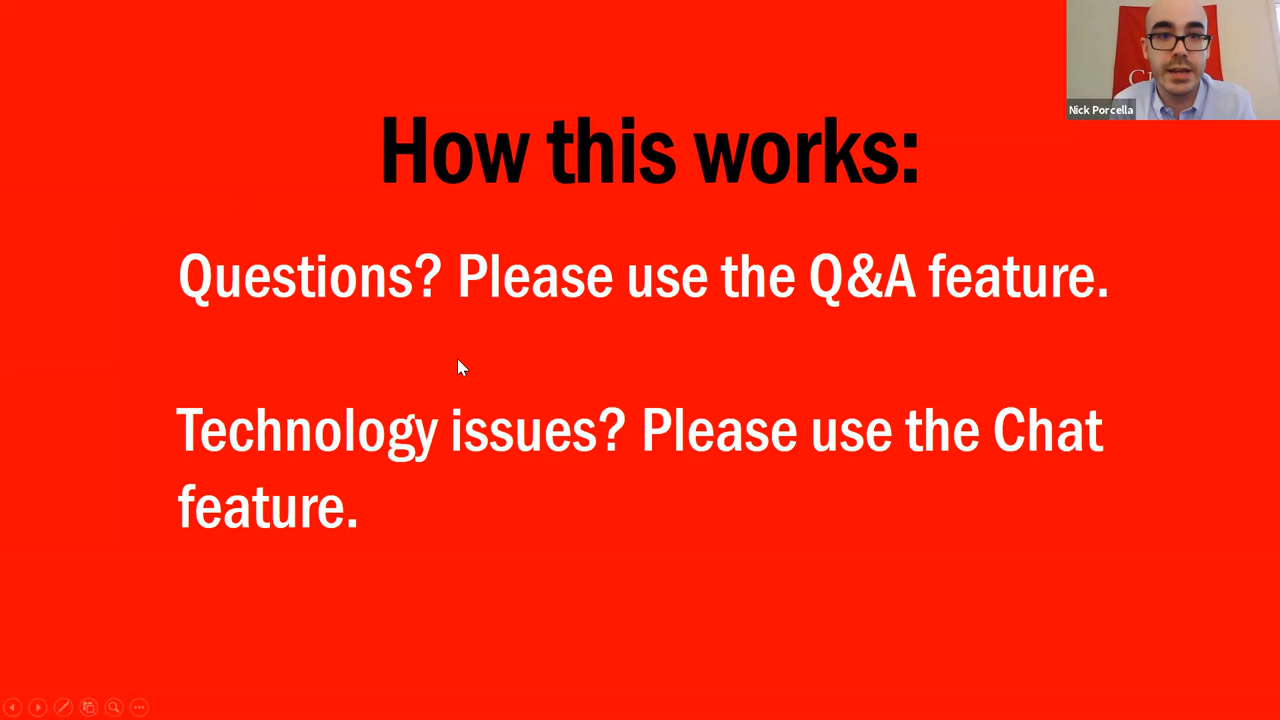 Nick Porcella
How this works:
Questions? Please use the Q&A feature.
Technology issues? Please use the Chat
feature.